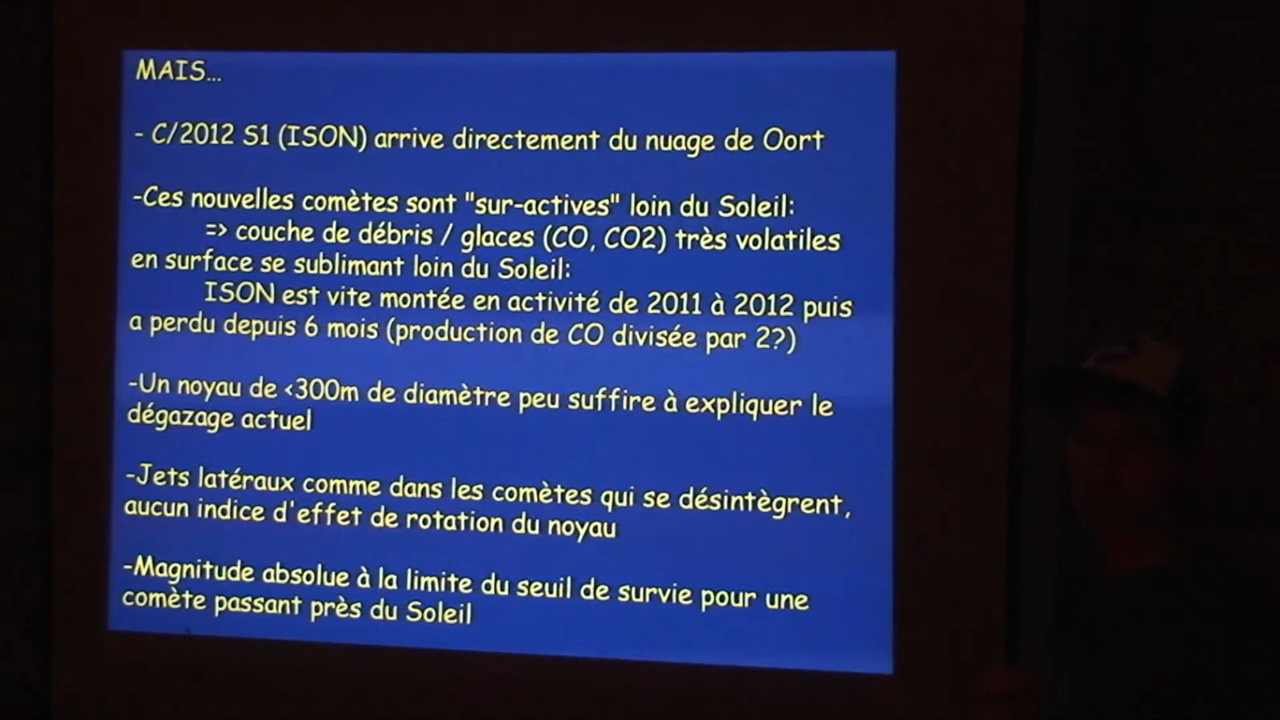 MAIS...
- C/2012 S1 (ISON) arrive directement du nuage de Oort
-Ces nouvelles comètes sont "sur-actives" loin du Soleil:
=> couche de débris / glaces (CO, CO2) très volatiles
en surface se sublimant loin du Soleil:
ISON est vite montée en activité de 2011 à 2012 puis
a perdu depuis 6 mois (production de CO divisée par 2?)
-Un noyau de <300m de diamètre peu suffire à expliquer le
dégazage actuel
-Jets latéraux comme dans les comètes qui se désintègrent,
aucun indice d'effet de rotation du noyau
-Magnitude absolue à la limite du seuil de survie pour une
comète passant près du Soleil